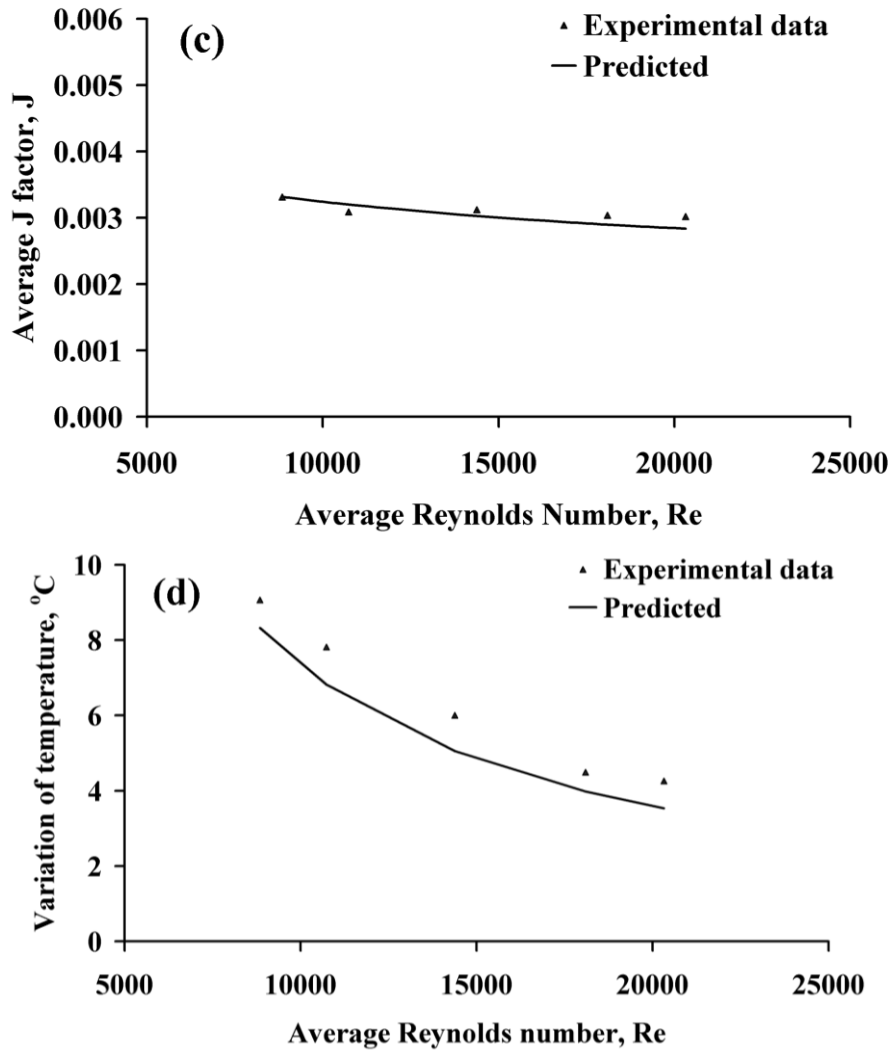 (c)
Experimental data
Predicted
Average J factor, J
0.006
0.005
0.004
0.003
0.002
0.001
0.000
5000 10000 15000 20000 25000
Average Reynolds Number, Re
(d)
Experimental data
Predicted
Variation of temperature, °C
10
8
6
4
2
0
5000 10000 15000 20000 25000
Average Reynolds number, Re